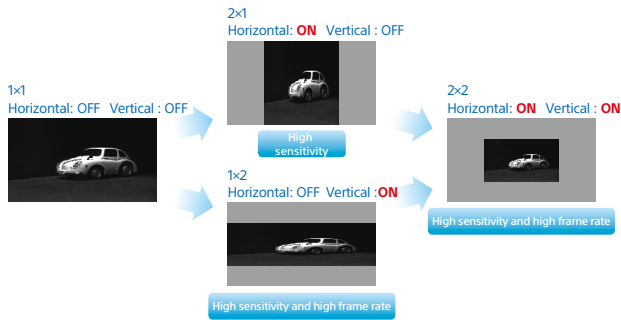 2×1
Horizontal: ON Vertical : OFF
1×1
Horizontal: OFF Vertical : OFF
High
sensitivity
2×2
Horizontal: ON Vertical : ON
1×2
Horizontal: OFF Vertical :ON
High sensitivity and high frame rate
High sensitivity and high frame rate